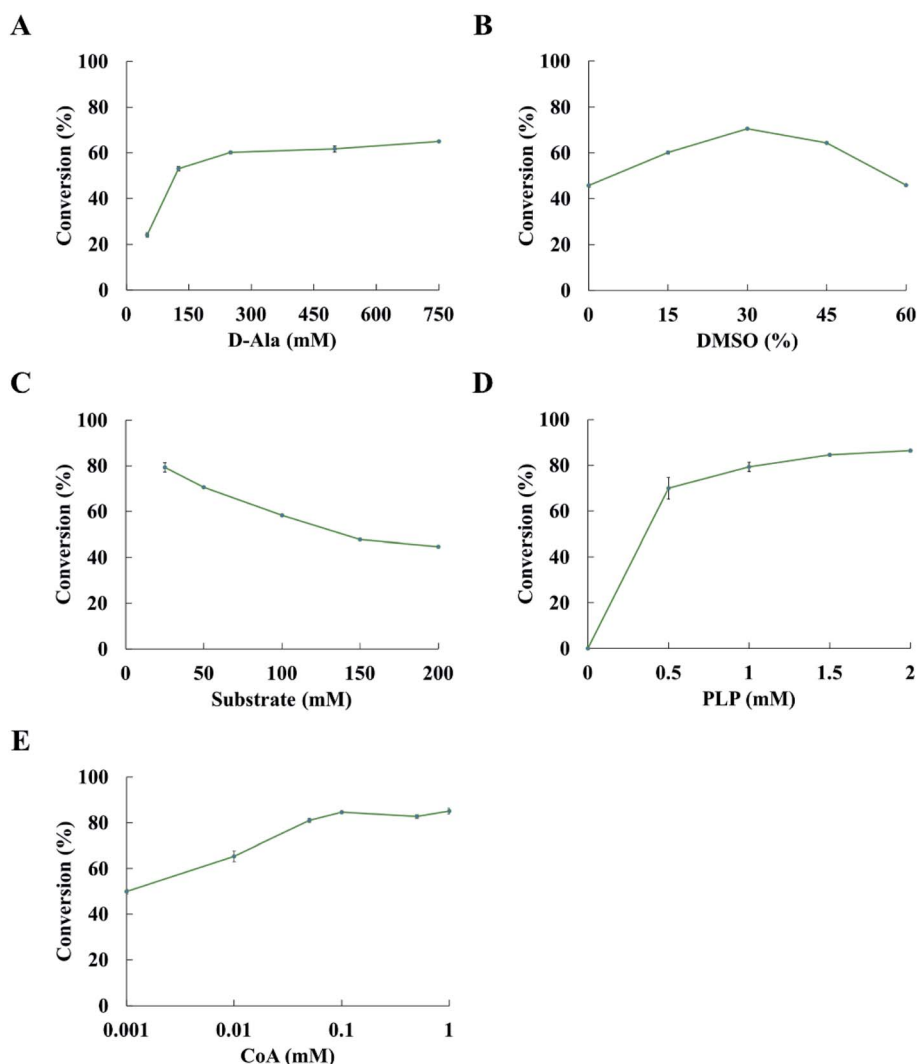 A
100
80
60
40
20
0
Conversion (%)
0 150 300 450 600 750
D-Ala (mM)
B
100
80
60
40
20
0
Conversion (%)
0 15 30 45 60
DMSO (%)
C
100
80
60
40
20
0
Conversion (%)
0 50 100 150 200
Substrate (mM)
D
100
80
60
40
20
0
Conversion (%)
0 0.5 1 1.5 2
PLP (mM)
E
100
80
60
40
20
0
Conversion (%)
0.001 0.01 0.1 1
CoA (mM)